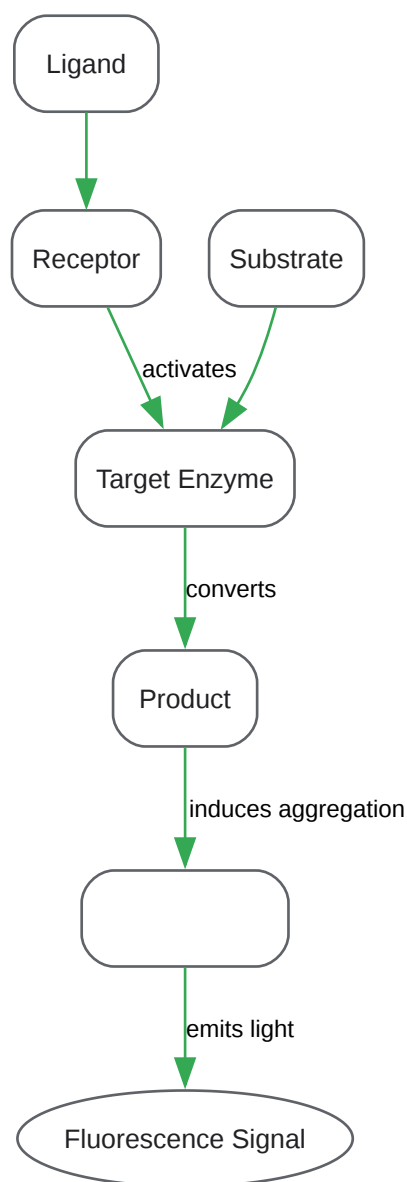 Ligand
Receptor
Substrate
activates
Target Enzyme
converts
Product
induces aggregation
emits light
Fluorescence Signal